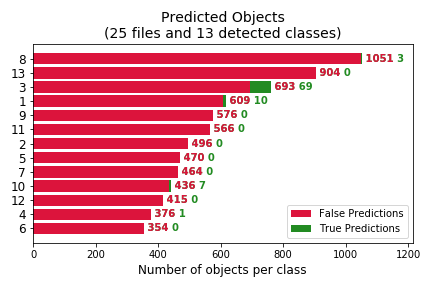 Predicted Objects
(25 files and 13 detected classes)
8 1051 3
13 904 0
3 693 69
1 609 10
9 576 0
11 566 0
2 496 0
5 470 0
7 464 0
10 436 7
12 415 0
4 376 1
6 354 0
False Predictions
True Predictions
0 200 400 600 800 1000 1200
Number of objects per class